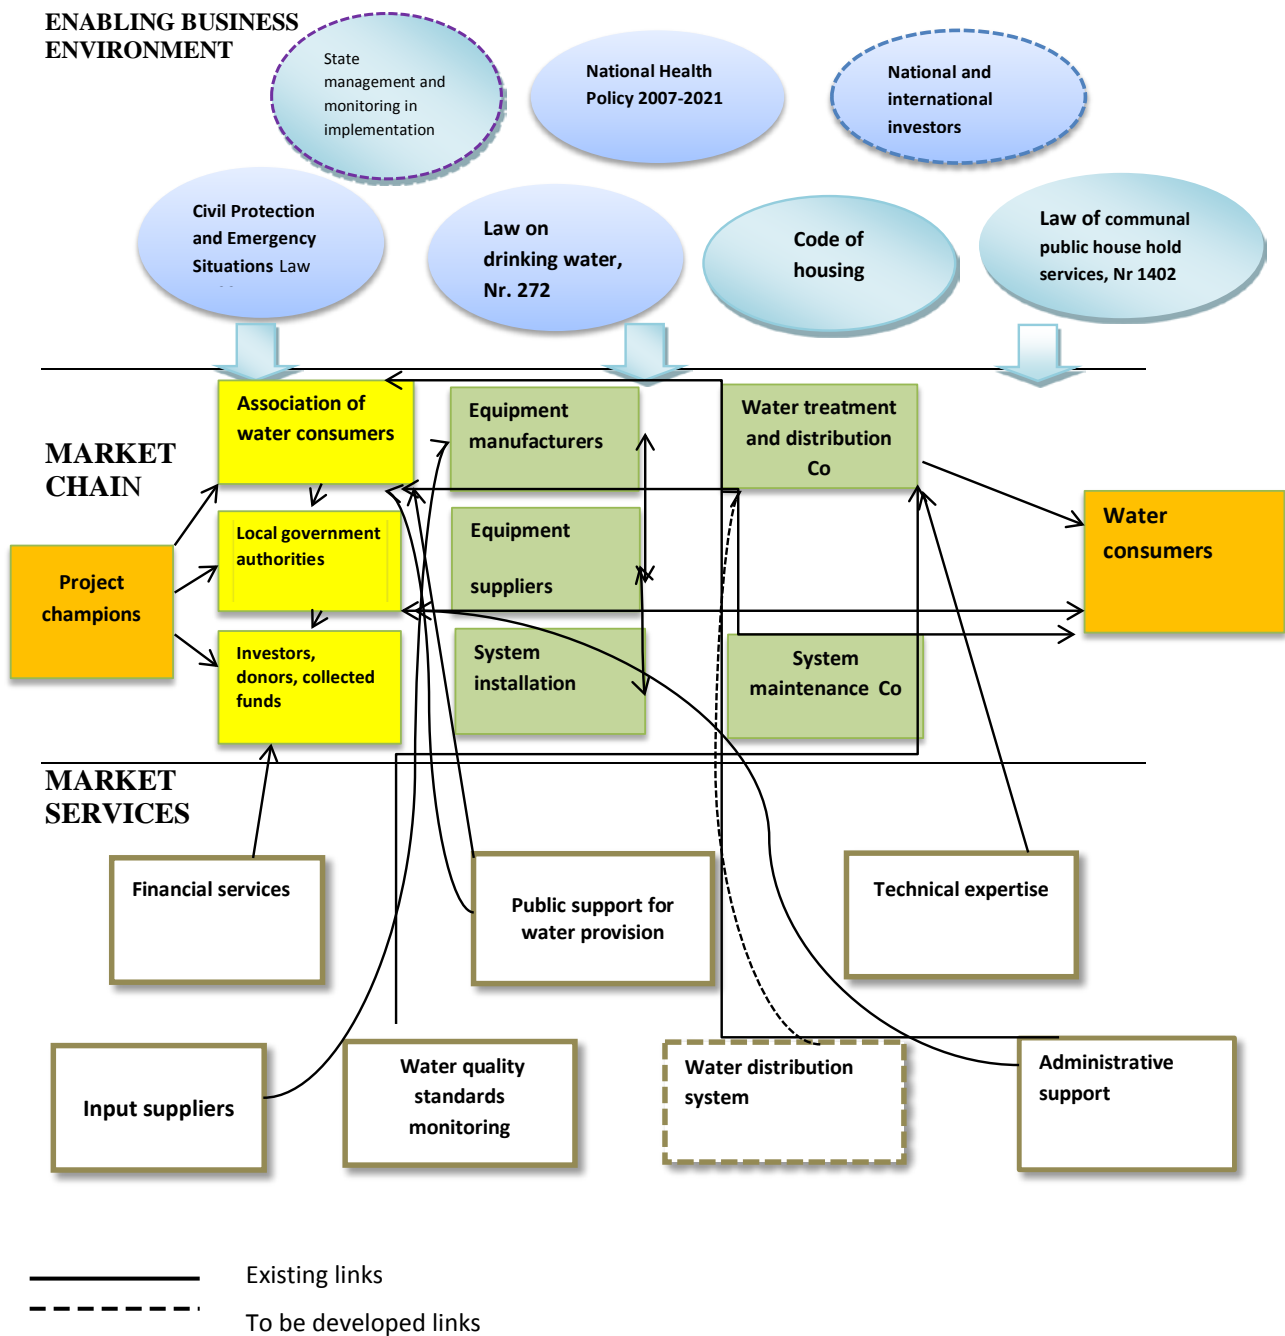 ENABLING BUSINESS
ENVIRONMENT
State
management and
monitoring in
implementation
National Health
Policy 2007-2021
National and
international
investors
Civil Protection
and Emergency
Situations Law
Law on
drinking water,
Nr. 272
Code of
housing
Law of communal
public house hold
services, Nr 1402
MARKET
CHAIN
Association of
water consumers
Equipment
manufacturers
Water treatment
and distribution
Co
Local government
authorities
Equipment
suppliers
Water
consumers
Project
champions
Investors,
donors, collected
funds
System
installation
System
maintenance Co
MARKET
SERVICES
Financial services
Public support for
water provision
Technical expertise
Input suppliers
Water quality
standards
monitoring
Water distribution
system
Administrative
support
Existing links
To be developed links